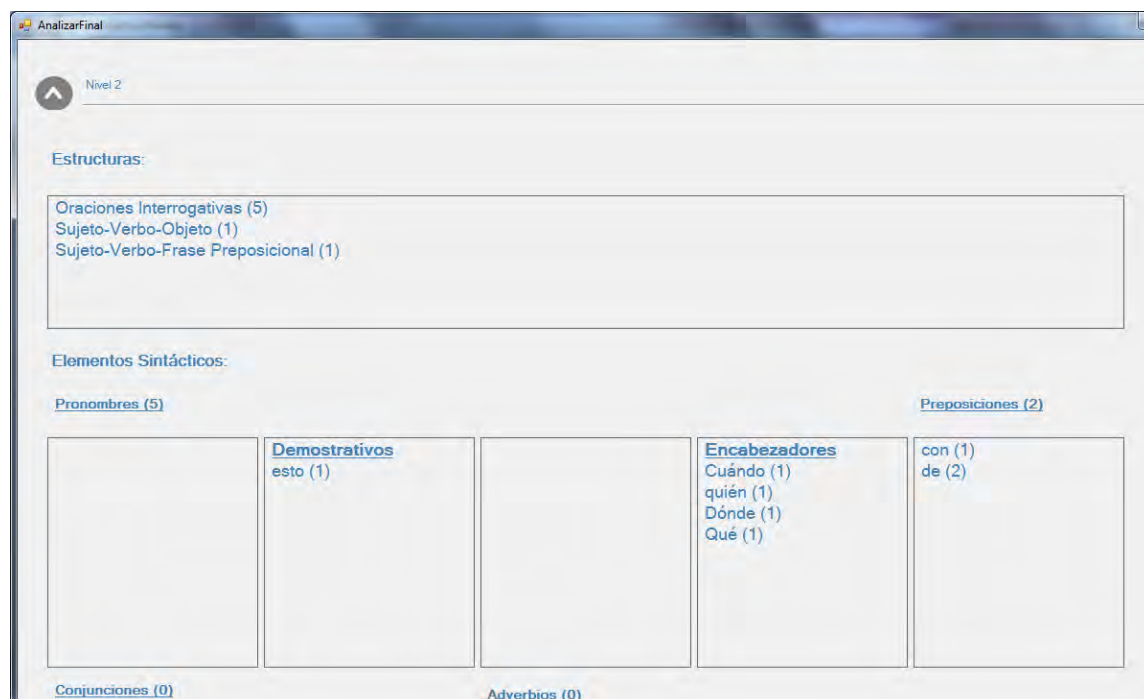 AnalizarFinal
Nivel 2
Estructuras:
Oraciones Interrogativas (5)
Sujeto-Verbo-Objeto (1)
Sujeto-Verbo-Frase Preposicional (1)
Elementos Sintácticos:
Pronombres (5)
Preposiciones (2)
Demostrativos
esto (1)
Encabezadores
Cuándo (1)
quién (1)
Dónde (1)
Qué (1)
con (1)
de (2)
Conjunciones (0)
Adverbios (0)